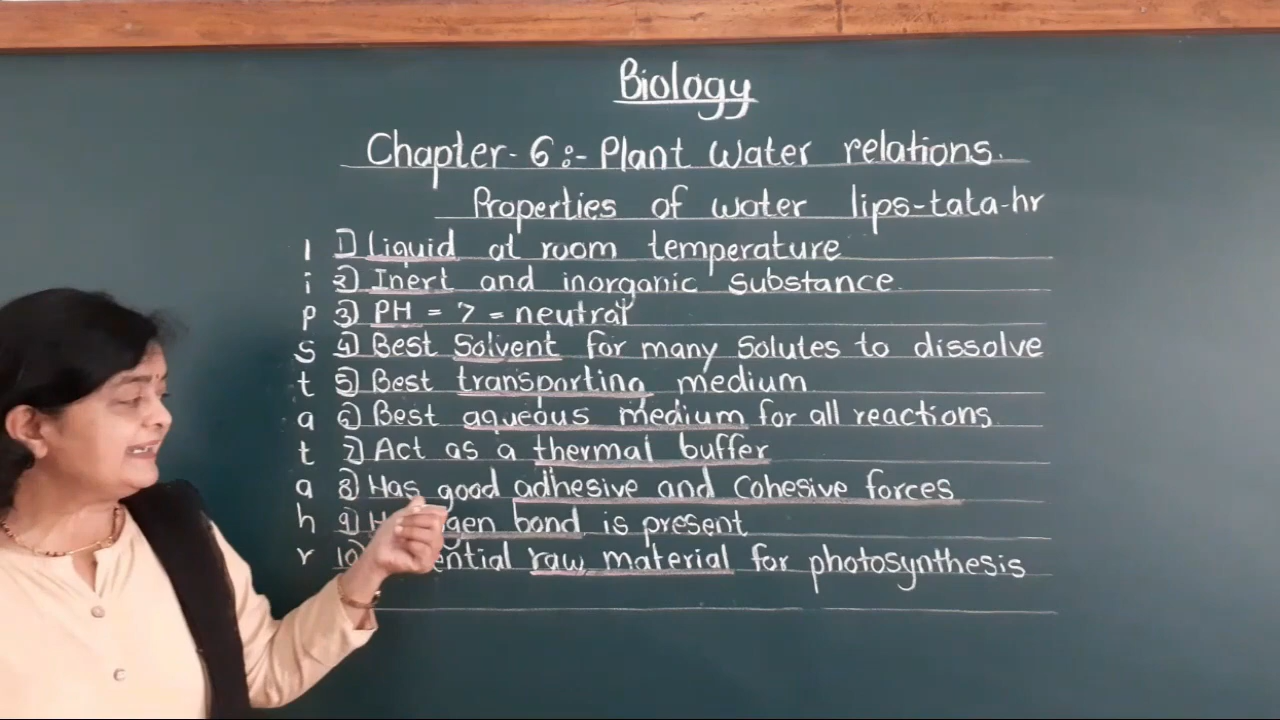 Biology
Chapter-6:- Plant Water relations.
Properties of water lips-tata-hr
l 1) Liquid at room temperature
i 2) Inert and inorganic substance.
p 3) PH = 7 = neutral
s 4) Best Solvent for many Solutes to dissolve
t 5) Best transporting medium
a 6) Best aqueous medium for all reactions.
t 7) Act as a thermal buffer
a 8) Has good adhesive and Cohesive forces
h 9) bond is present
r 10) raw material for photosynthesis